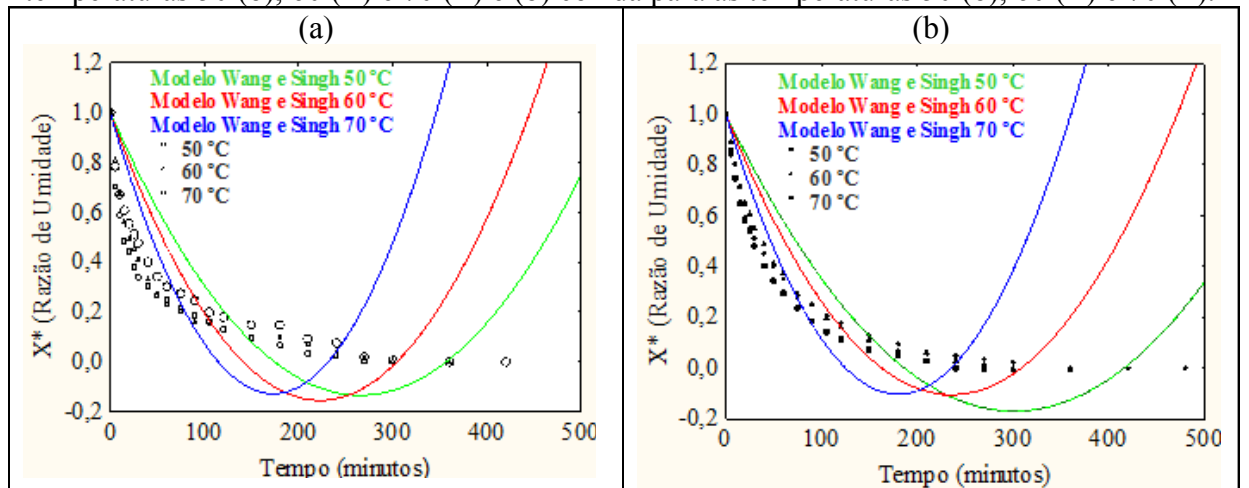 (a)
Modelo Wang e Singh 50 °C
Modelo Wang e Singh 60 °C
Modelo Wang e Singh 70 °C
50 °C
60 °C
70 °C
1,2
1,0
0,8
0,6
0,4
0,2
0,0
-0,2
X* (Razão de Umidade)
0 100 200 300 400 500
Tempo (minutos)
(b)
Modelo Wang e Singh 50 °C
Modelo Wang e Singh 60 °C
Modelo Wang e Singh 70 °C
50 °C
60 °C
70 °C
1,2
1,0
0,8
0,6
0,4
0,2
0,0
-0,2
X* (Razão de Umidade)
0 100 200 300 400 500
Tempo (minutos)